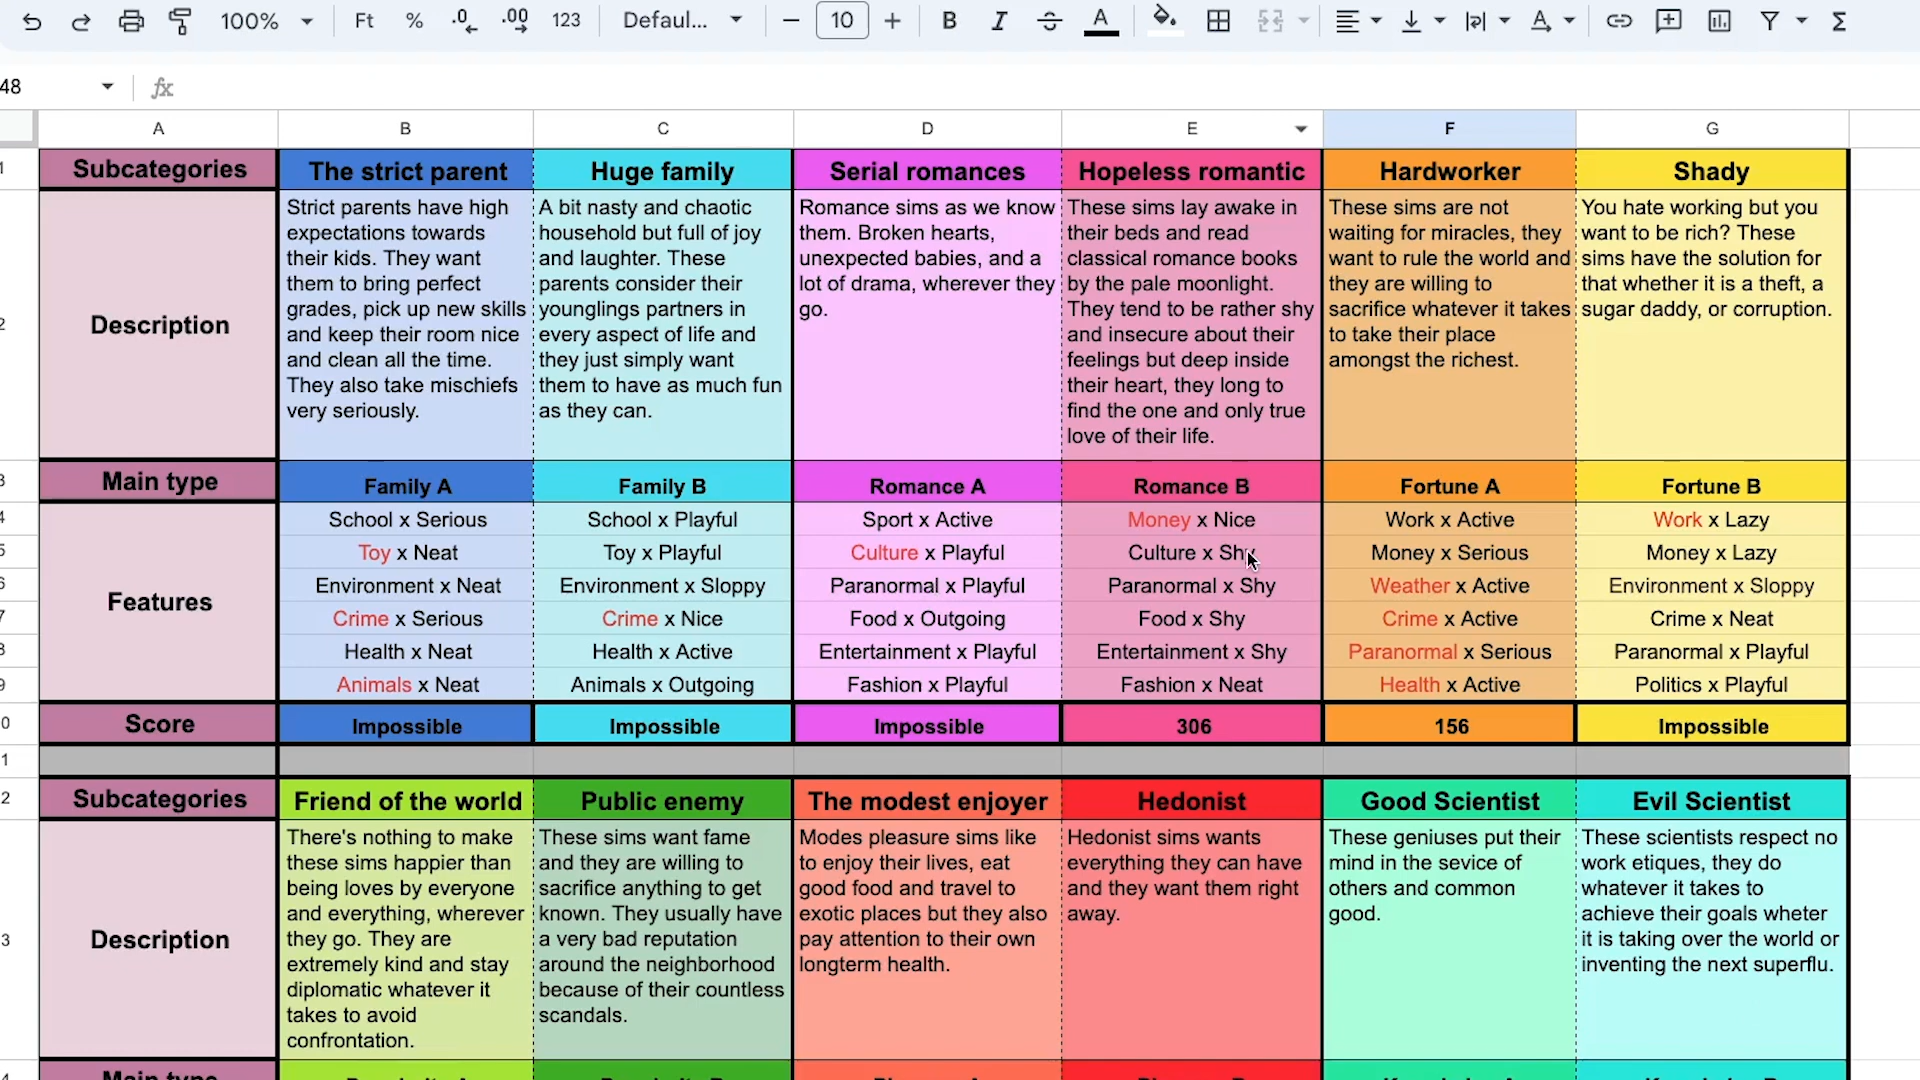 100% Ft % .0 .00 123 Defaul... − 10 + B I S A Σ
48 fx
A B C D E F G
1 Subcategories The strict parent Huge family Serial romances Hopeless romantic Hardworker Shady
2 Description
Strict parents have high
expectations towards
their kids. They want
them to bring perfect
grades, pick up new skills
and keep their room nice
and clean all the time.
They also take mischiefs
very seriously.
A bit nasty and chaotic
household but full of joy
and laughter. These
parents consider their
younglings partners in
every aspect of life and
they just simply want
them to have as much fun
as they can.
Romance sims as we know
them. Broken hearts,
unexpected babies, and a
lot of drama, wherever they
go.
These sims lay awake in
their beds and read
classical romance books
by the pale moonlight.
They tend to be rather shy
and insecure about their
feelings but deep inside
their heart, they long to
find the one and only true
love of their life.
These sims are not
waiting for miracles, they
want to rule the world and
they are willing to
sacrifice whatever it takes
to take their place
amongst the richest.
You hate working but you
want to be rich? These
sims have the solution for
that whether it is a theft, a
sugar daddy, or corruption.
3 Main type Family A Family B Romance A Romance B Fortune A Fortune B
Features
4 School x Serious School x Playful Sport x Active Money x Nice Work x Active Work x Lazy
5 Toy x Neat Toy x Playful Culture x Playful Culture x Shy Money x Serious Money x Lazy
6 Environment x Neat Environment x Sloppy Paranormal x Playful Paranormal x Shy Weather x Active Environment x Sloppy
7 Crime x Serious Crime x Nice Food x Outgoing Food x Shy Crime x Active Crime x Neat
8 Health x Neat Health x Active Entertainment x Playful Entertainment x Shy Paranormal x Serious Paranormal x Playful
9 Animals x Neat Animals x Outgoing Fashion x Playful Fashion x Neat Health x Active Politics x Playful
0 Score Impossible Impossible Impossible 306 156 Impossible
1
2 Subcategories Friend of the world Public enemy The modest enjoyer Hedonist Good Scientist Evil Scientist
3 Description
There's nothing to make
these sims happier than
being loves by everyone
and everything, wherever
they go. They are
extremely kind and stay
diplomatic whatever it
takes to avoid
confrontation.
These sims want fame
and they are willing to
sacrifice anything to get
known. They usually have
a very bad reputation
around the neighborhood
because of their countless
scandals.
Modes pleasure sims like
to enjoy their lives, eat
good food and travel to
exotic places but they also
pay attention to their own
longterm health.
Hedonist sims wants
everything they can have
and they want them right
away.
These geniuses put their
mind in the sevice of
others and common
good.
These scientists respect no
work etiques, they do
whatever it takes to
achieve their goals wheter
it is taking over the world or
inventing the next superflu.
4 Main type